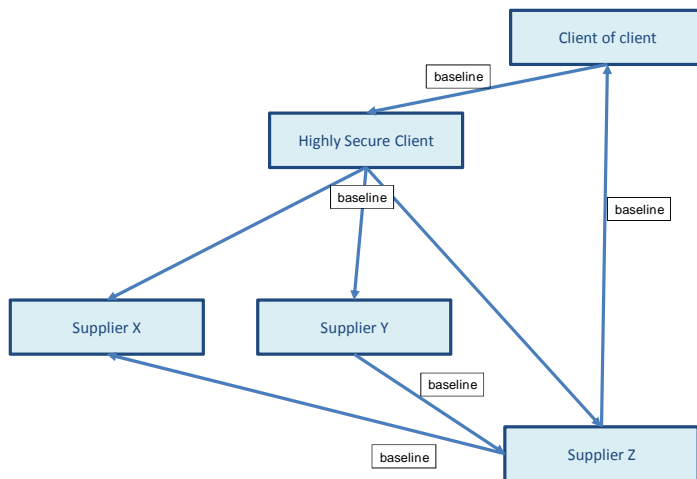 Client of client
baseline
Highly Secure Client
baseline
baseline
Supplier X
Supplier Y
baseline
baseline
Supplier Z